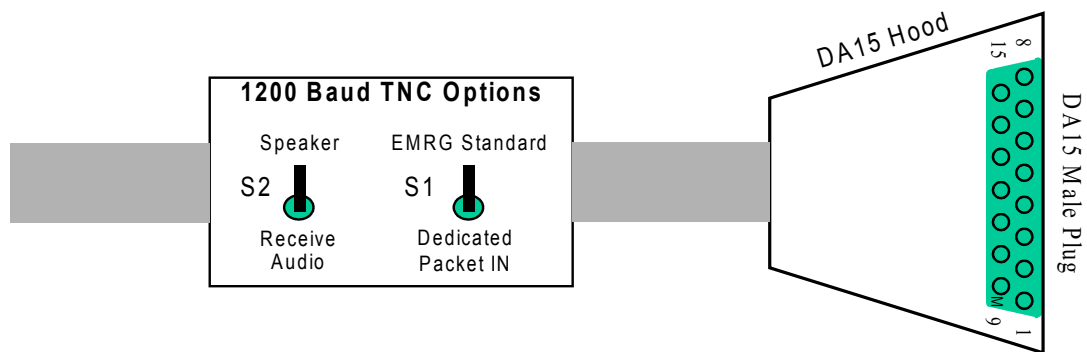 1200 Baud TNC Options
Speaker
EMRG Standard
S2
S1
Receive
Audio
Dedicated
Packet IN
DA15 Hood
8
15
M
9
1
DA15 Male Plug